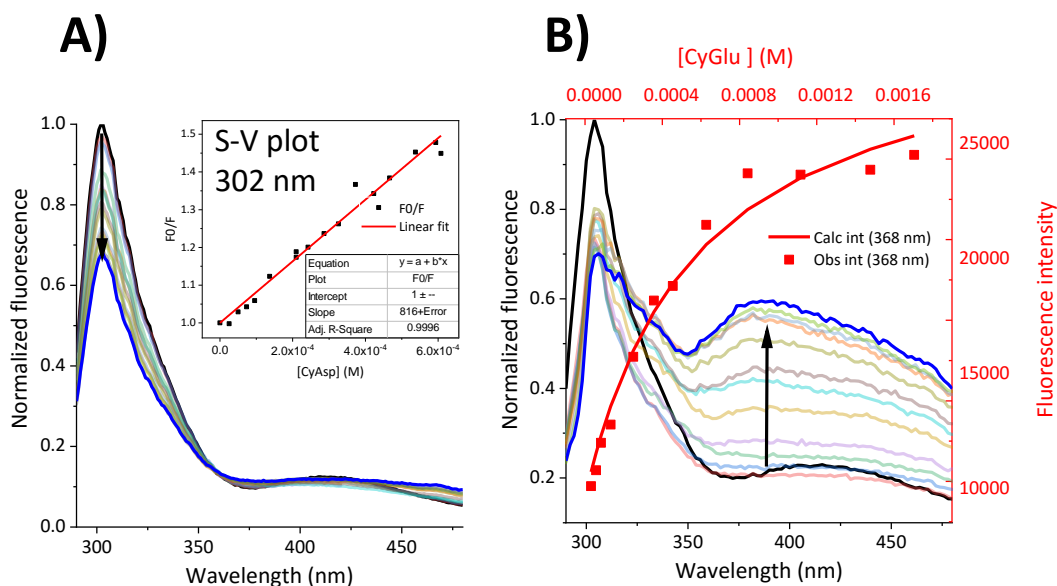 A)
B)
[CyGlu ] (M)
0.0000 0.0004 0.0008 0.0012 0.0016
Normalized fluorescence
1.0
0.8
0.6
0.4
0.2
0.0
300 350 400 450
Wavelength (nm)
S-V plot
302 nm
F0/F
1.5
1.4
1.3
1.2
1.1
1.0
F0/F
Linear fit
Equation y = a + b*x
Plot F0/F
Intercept 1 ± --
Slope 816+Error
Adj. R-Square 0.9996
0.0 2.0x10⁻⁴ 4.0x10⁻⁴ 6.0x10⁻⁴
[CyAsp] (M)
Normalized fluorescence
1.0
0.8
0.6
0.4
0.2
300 350 400 450
Wavelength (nm)
Calc int (368 nm)
Obs int (368 nm)
25000
20000
15000
10000
Fluorescence intensity